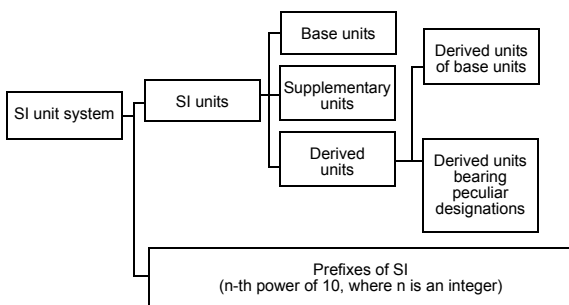 Base units
Derived units
of base units
SI units
Supplementary
units
SI unit system
Derived
units
Derived units
bearing
peculiar
designations
Prefixes of SI
(n-th power of 10, where n is an integer)